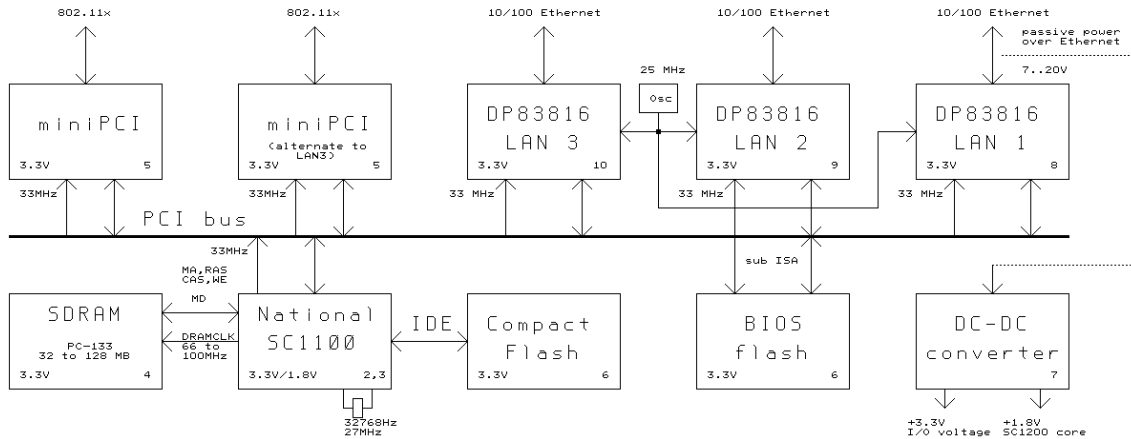 802.11x
802.11x
10/100 Ethernet
10/100 Ethernet
10/100 Ethernet
passive power
over Ethernet
7..20V
25 MHz
Osc
miniPCI
3.3V
5
miniPCI
(alternate to
LAN3)
3.3V
5
DP83816
LAN 3
3.3V
10
DP83816
LAN 2
3.3V
9
DP83816
LAN 1
3.3V
8
33MHz
33MHz
33 MHz
33 MHz
33 MHz
PCI bus
33MHz
sub ISA
MA,RAS
CAS,WE
MD
DRAMCLK
66 to
100MHz
SDRAM
PC-133
32 to 128 MB
3.3V
4
National
SC1100
3.3V/1.8V
2,3
IDE
Compact
Flash
3.3V
6
BIOS
flash
3.3V
6
DC-DC
converter
7
32768Hz
27MHz
+3.3V
I/O voltage
+1.8V
SC1200 core